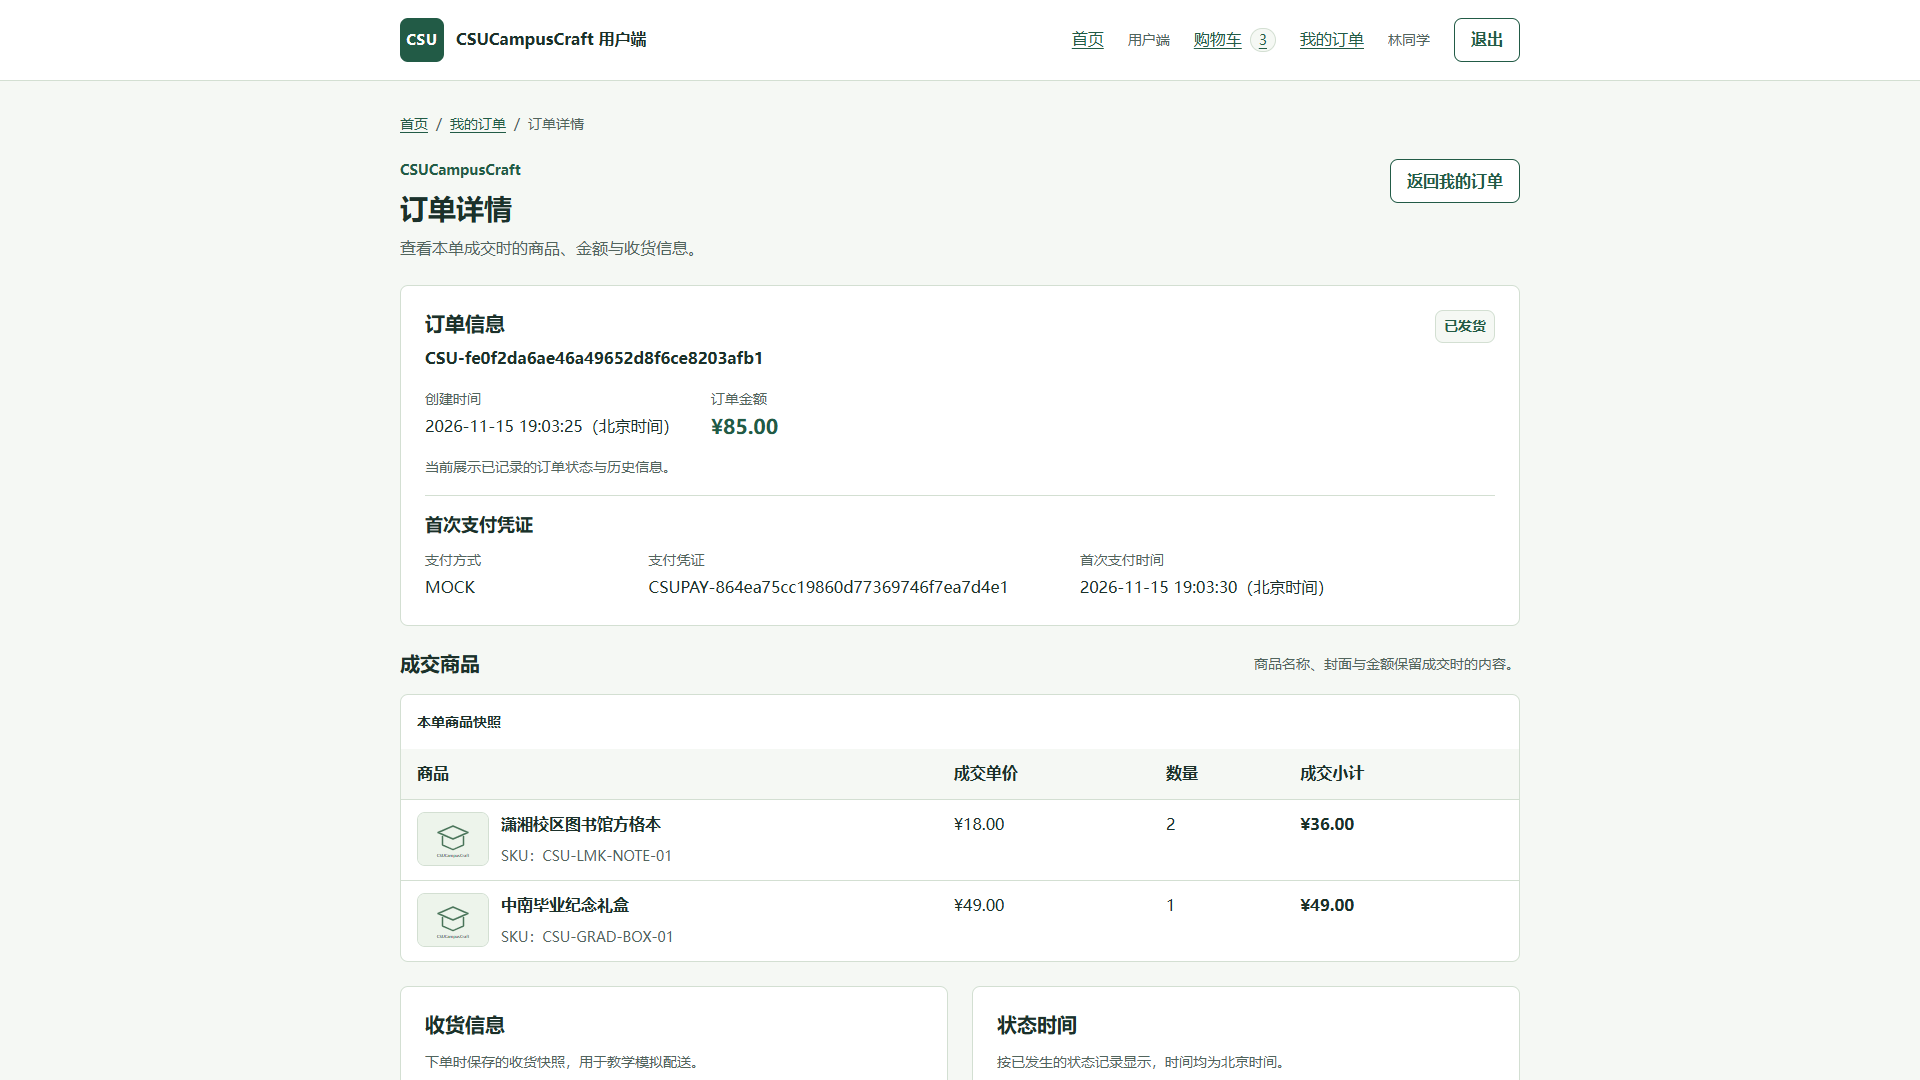 CSU CSUCampusCraft 用户端 首页 用户端 购物车 3 我的订单 林同学 退出
首页 / 我的订单 / 订单详情
CSUCampusCraft
返回我的订单
订单详情
查看本单成交时的商品、金额与收货信息。
订单信息 已发货
CSU-fe0f2da6ae46a49652d8f6ce8203afb1
创建时间 订单金额
2026-11-15 19:03:25（北京时间） ¥85.00
当前展示已记录的订单状态与历史信息。
首次支付凭证
支付方式 支付凭证 首次支付时间
MOCK CSUPAY-864ea75cc19860d77369746f7ea7d4e1 2026-11-15 19:03:30（北京时间）
成交商品 商品名称、封面与金额保留成交时的内容。
本单商品快照
商品 成交单价 数量 成交小计
潇湘校区图书馆方格本 ¥18.00 2 ¥36.00
CSUCampusCraft
SKU：CSU-LMK-NOTE-01
中南毕业纪念礼盒 ¥49.00 1 ¥49.00
CSUCampusCraft
SKU：CSU-GRAD-BOX-01
收货信息 状态时间
下单时保存的收货快照，用于教学模拟配送。 按已发生的状态记录显示，时间均为北京时间。